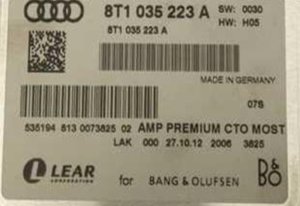 8T1 035 223 A SW: 0030
8T1 035 223 A HW: H05
MADE IN GERMANY
07S
535194 813 0073825 02 AMP PREMIUM CTO MOST
LAK 000 27.10.12 2006 3825
LEAR for BANG & OLUFSEN B&O
CORPORATION